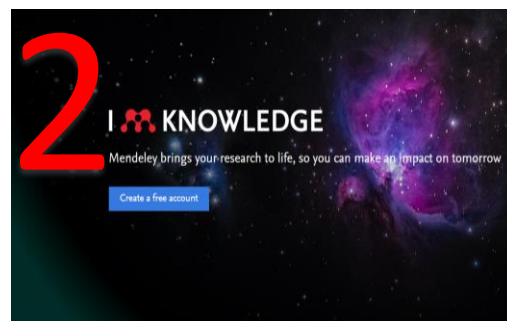 2
I KNOWLEDGE
Mendeley brings your research to life, so you can make an impact on tomorrow
Create a free account